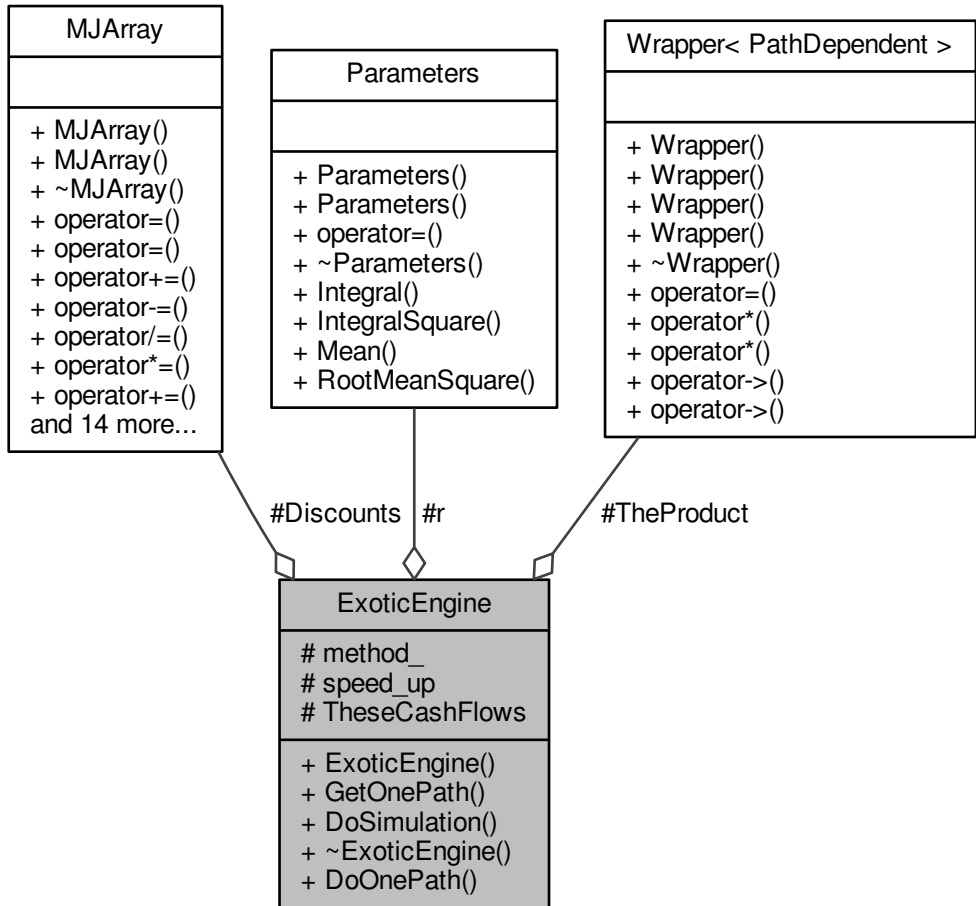 MJArray
+ MJArray()
+ MJArray()
+ ~MJArray()
+ operator=()
+ operator=()
+ operator+=()
+ operator-=()
+ operator/=()
+ operator*=()
+ operator+=()
and 14 more...
Parameters
+ Parameters()
+ Parameters()
+ operator=()
+ ~Parameters()
+ Integral()
+ IntegralSquare()
+ Mean()
+ RootMeanSquare()
Wrapper< PathDependent >
+ Wrapper()
+ Wrapper()
+ Wrapper()
+ Wrapper()
+ ~Wrapper()
+ operator=()
+ operator*()
+ operator*()
+ operator->()
+ operator->()
#Discounts
#r
#TheProduct
ExoticEngine
# method_
# speed_up
# TheseCashFlows
+ ExoticEngine()
+ GetOnePath()
+ DoSimulation()
+ ~ExoticEngine()
+ DoOnePath()